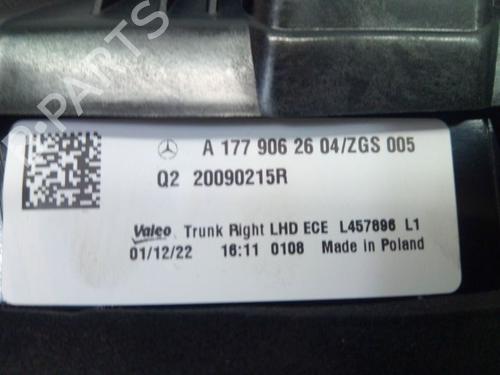 A 177 906 26 04/ZGS 005
Q2 20090215R
Valeo Trunk Right LHD ECE L457896 L1
01/12/22 16:11 0108 Made in Poland